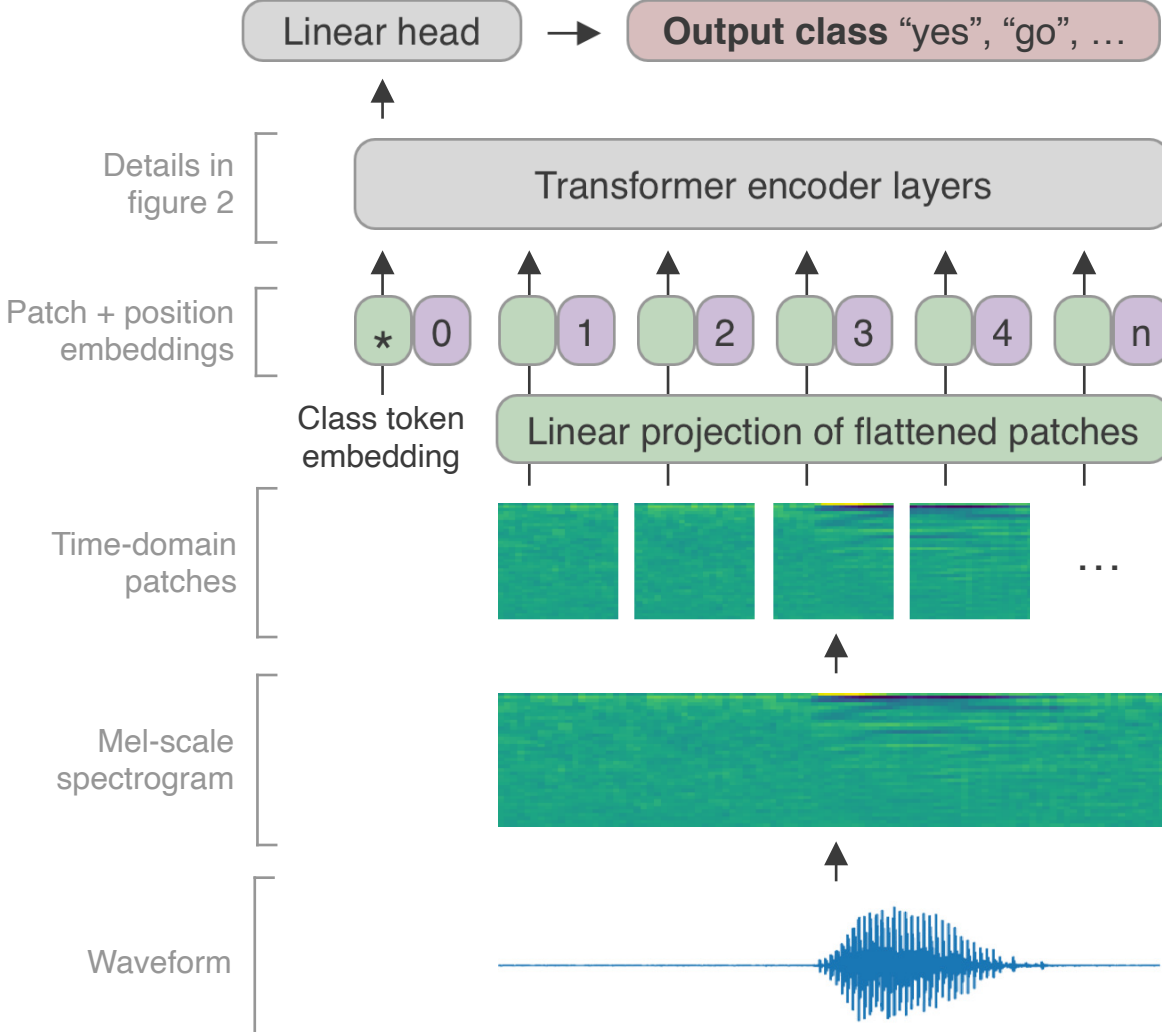 Linear head
Output class “yes”, “go”, …
Details in
figure 2
Transformer encoder layers
Patch + position
embeddings
* 0 1 2 3 4 n
Class token
embedding
Linear projection of flattened patches
Time-domain
patches
...
Mel-scale
spectrogram
Waveform